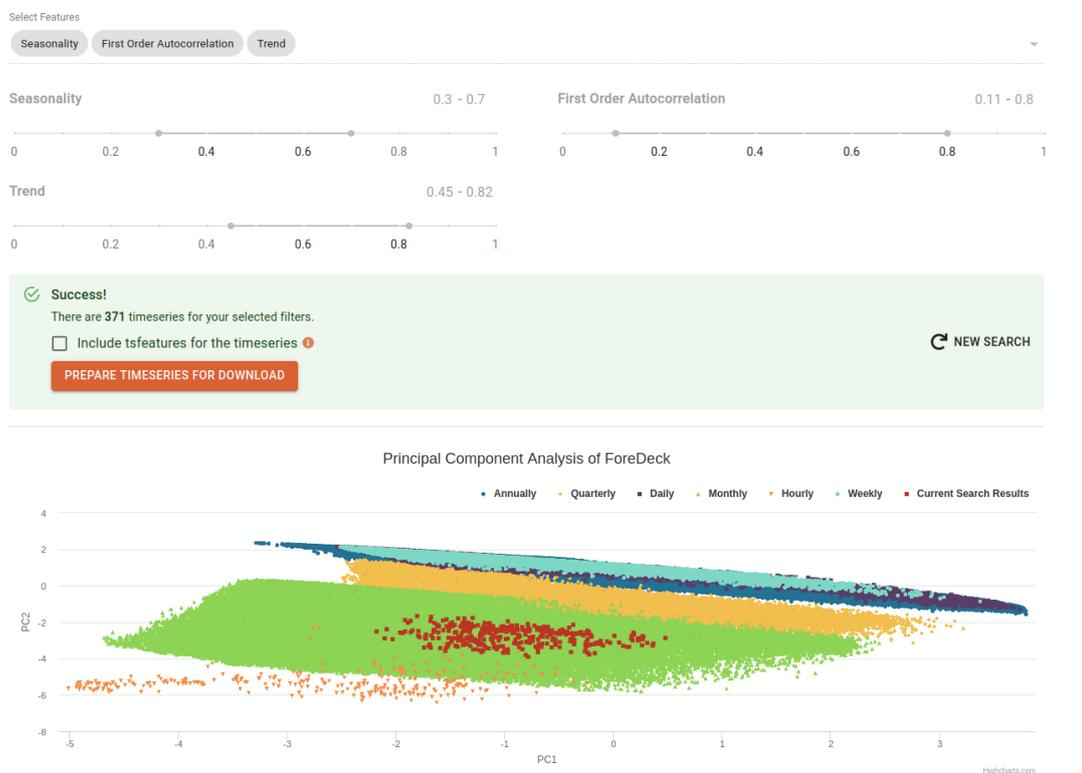 Select Features
Seasonality First Order Autocorrelation Trend
Seasonality 0.3 - 0.7
0 0.2 0.4 0.6 0.8 1
First Order Autocorrelation 0.11 - 0.8
0 0.2 0.4 0.6 0.8 1
Trend 0.45 - 0.82
0 0.2 0.4 0.6 0.8 1
Success!
There are 371 timeseries for your selected filters.
Include tsfeatures for the timeseries i
NEW SEARCH
PREPARE TIMESERIES FOR DOWNLOAD
Principal Component Analysis of ForeDeck
Annually Quarterly Daily Monthly Hourly Weekly Current Search Results
4
2
0
-2
-4
-6
-8
PC2
-5 -4 -3 -2 -1 0 1 2 3
PC1
Highcharts.com